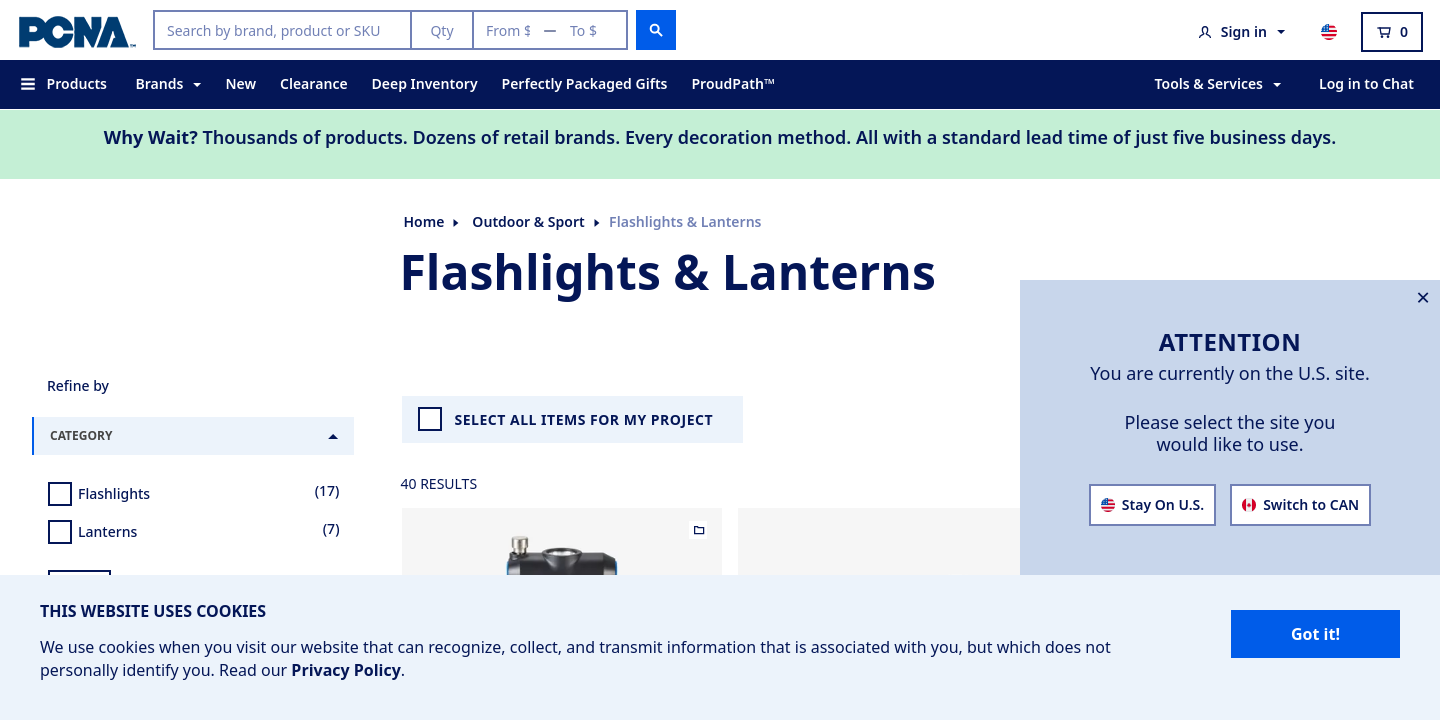 PCNA™
Search by brand, product or SKU
Qty
From $ — To $
Sign in
0
Products
Brands
New
Clearance
Deep Inventory
Perfectly Packaged Gifts
ProudPath™
Tools & Services
Log in to Chat
Why Wait? Thousands of products. Dozens of retail brands. Every decoration method. All with a standard lead time of just five business days.
Home
Outdoor & Sport
Flashlights & Lanterns
Flashlights & Lanterns
ATTENTION
You are currently on the U.S. site.
Please select the site you
would like to use.
Stay On U.S.
Switch to CAN
Refine by
CATEGORY
Flashlights (17)
Lanterns (7)
SELECT ALL ITEMS FOR MY PROJECT
40 RESULTS
THIS WEBSITE USES COOKIES
We use cookies when you visit our website that can recognize, collect, and transmit information that is associated with you, but which does not
personally identify you. Read our Privacy Policy.
Got it!